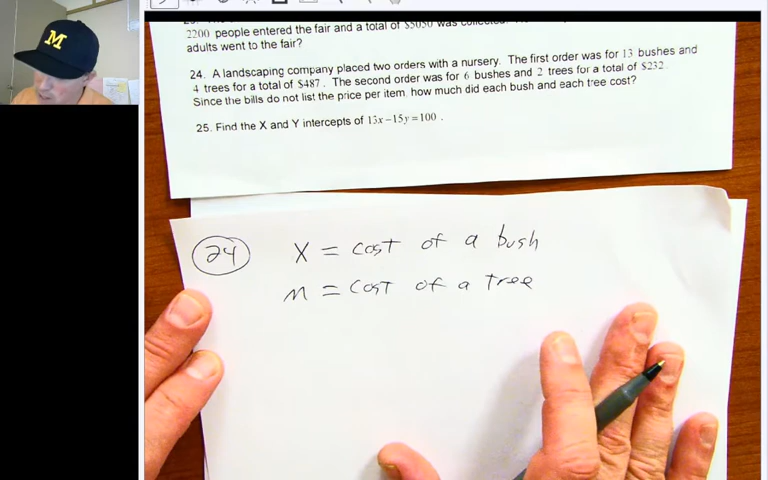 M
2200 people entered the fair and a total of $5050 was
adults went to the fair?
24. A landscaping company placed two orders with a nursery. The first order was for 13 bushes and
4 trees for a total of $487. The second order was for 6 bushes and 2 trees for a total of $232.
Since the bills do not list the price per item, how much did each bush and each tree cost?
25. Find the X and Y intercepts of 13x-15y=100.
24 X = cost of a bush
M = cost of a tree